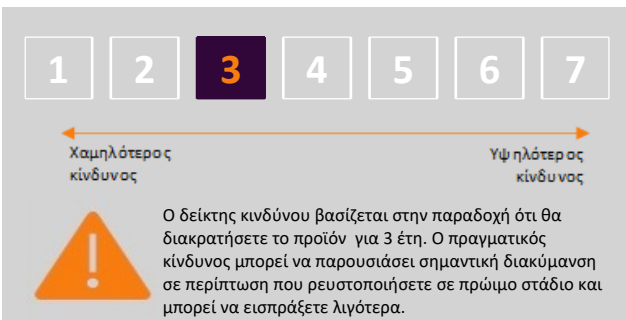 1 2 3 4 5 6 7
Χαμηλότερος
κίνδυνος
Υψηλότερος
κίνδυνος
Ο δείκτης κινδύνου βασίζεται στην παραδοχή ότι θα
διακρατήσετε το προϊόν για 3 έτη. Ο πραγματικός
κίνδυνος μπορεί να παρουσιάσει σημαντική διακύμανση
σε περίπτωση που ρευστοποιήσετε σε πρώιμο στάδιο και
μπορεί να εισπράξετε λιγότερα.